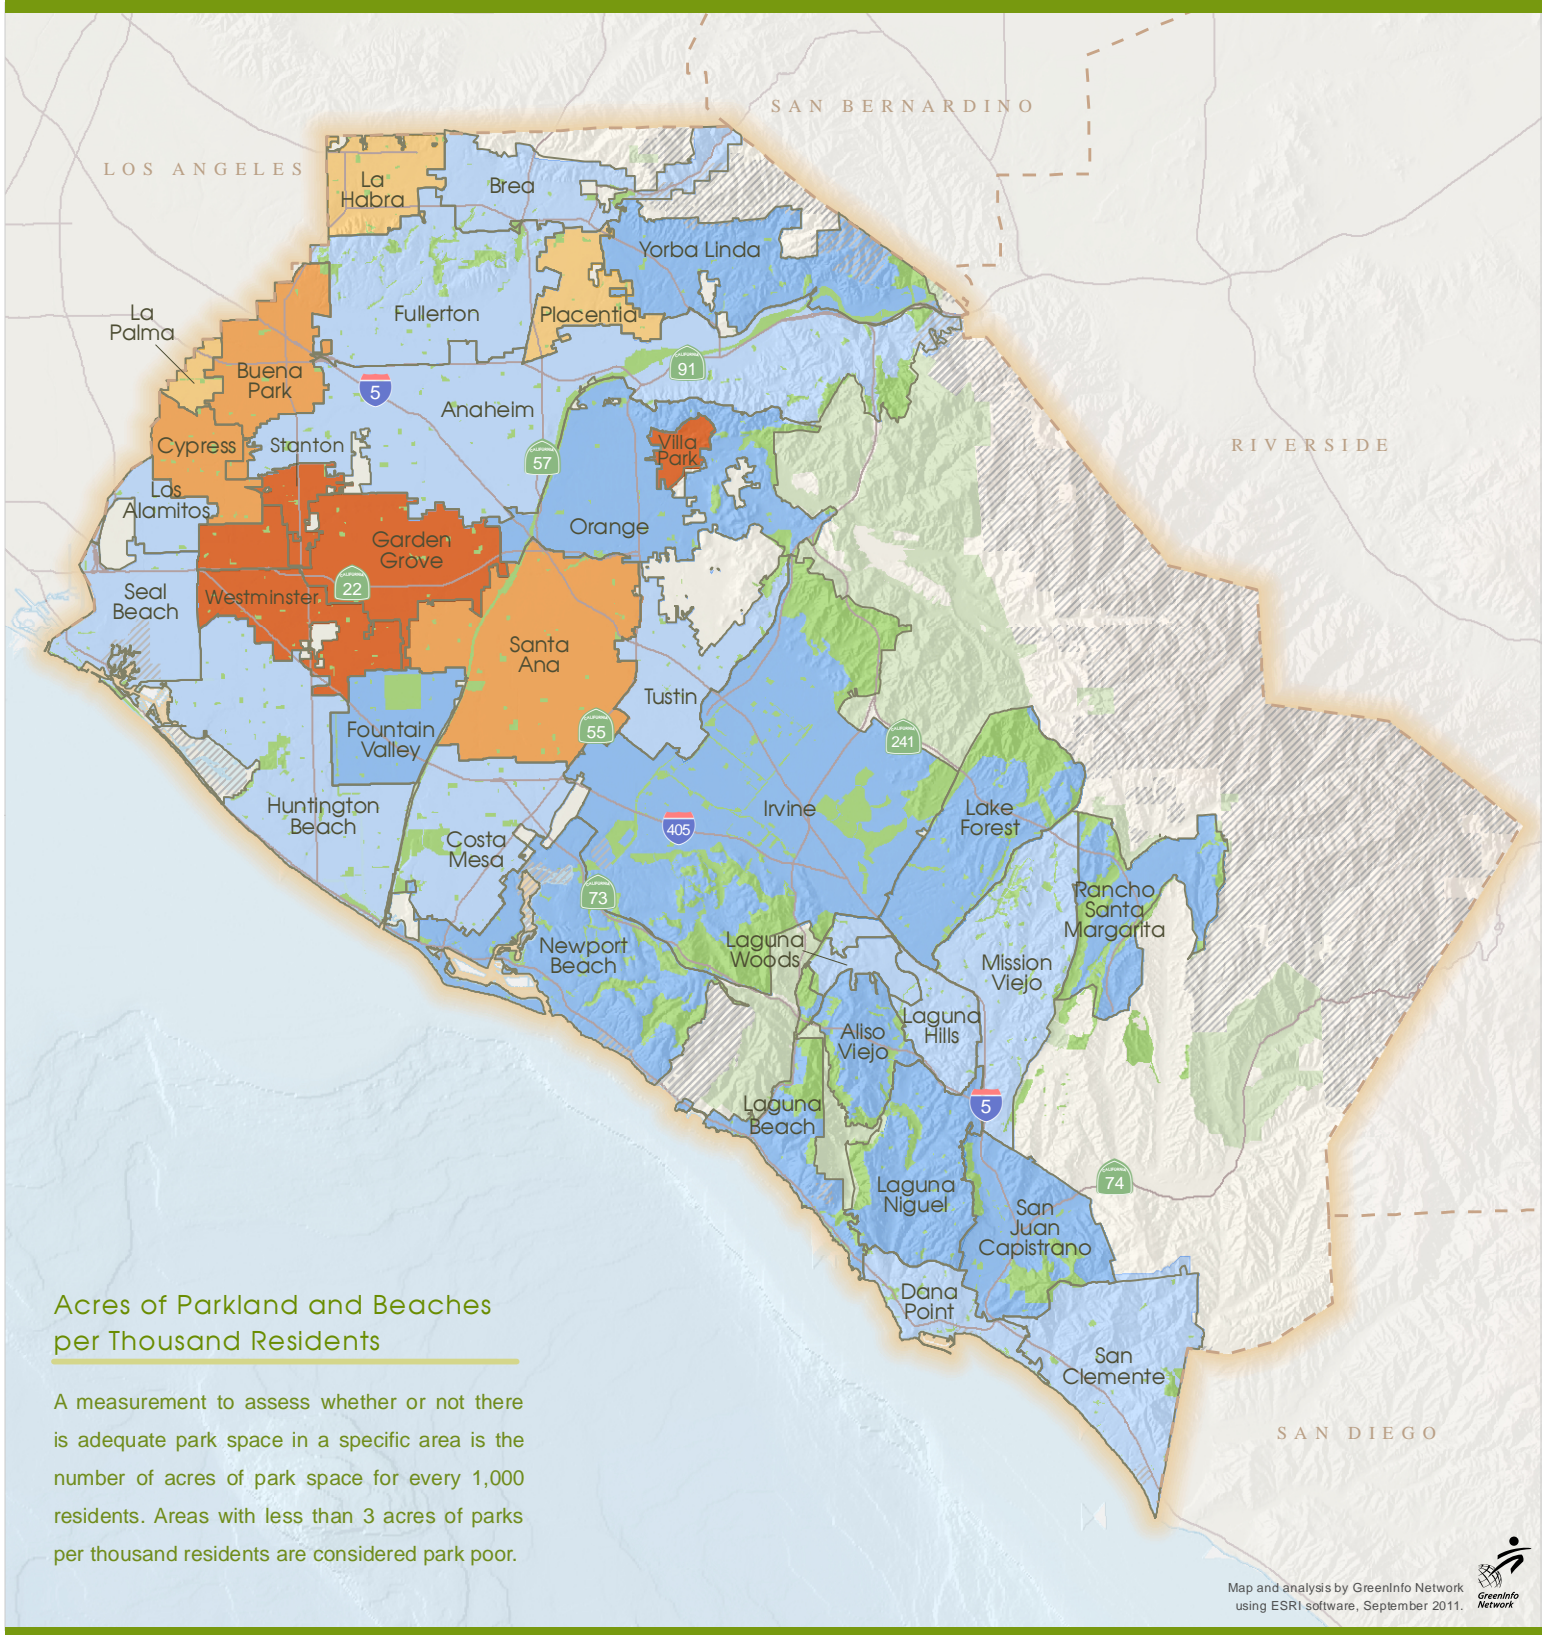 SAN BERNARDINO
LOS ANGELES
La
Habra
Brea
Yorba Linda
Fullerton
Placentia
La
Palma
Buena
Park
CALIFORNIA
91
5
Anaheim
Cypress
Stanton
Villa
Park
RIVERSIDE
CALIFORNIA
57
Los
Alamitos
Orange
Garden
Grove
CALIFORNIA
22
Westminster
Seal
Beach
Santa
Ana
Tustin
CALIFORNIA
55
Fountain
Valley
CALIFORNIA
241
Huntington
Beach
Irvine
Lake
Forest
405
Costa
Mesa
CALIFORNIA
73
Rancho
Santa
Margarita
Newport
Beach
Laguna
Woods
Mission
Viejo
Laguna
Hills
Aliso
Viejo
5
Laguna
Beach
CALIFORNIA
74
Laguna
Niguel
San
Juan
Capistrano
Dana
Point
San
Clemente
SAN DIEGO
Acres of Parkland and Beaches
per Thousand Residents
A measurement to assess whether or not there
is adequate park space in a specific area is the
number of acres of park space for every 1,000
residents. Areas with less than 3 acres of parks
per thousand residents are considered park poor.
Map and analysis by GreenInfo Network
using ESRI software, September 2011.
GreenInfo
Network